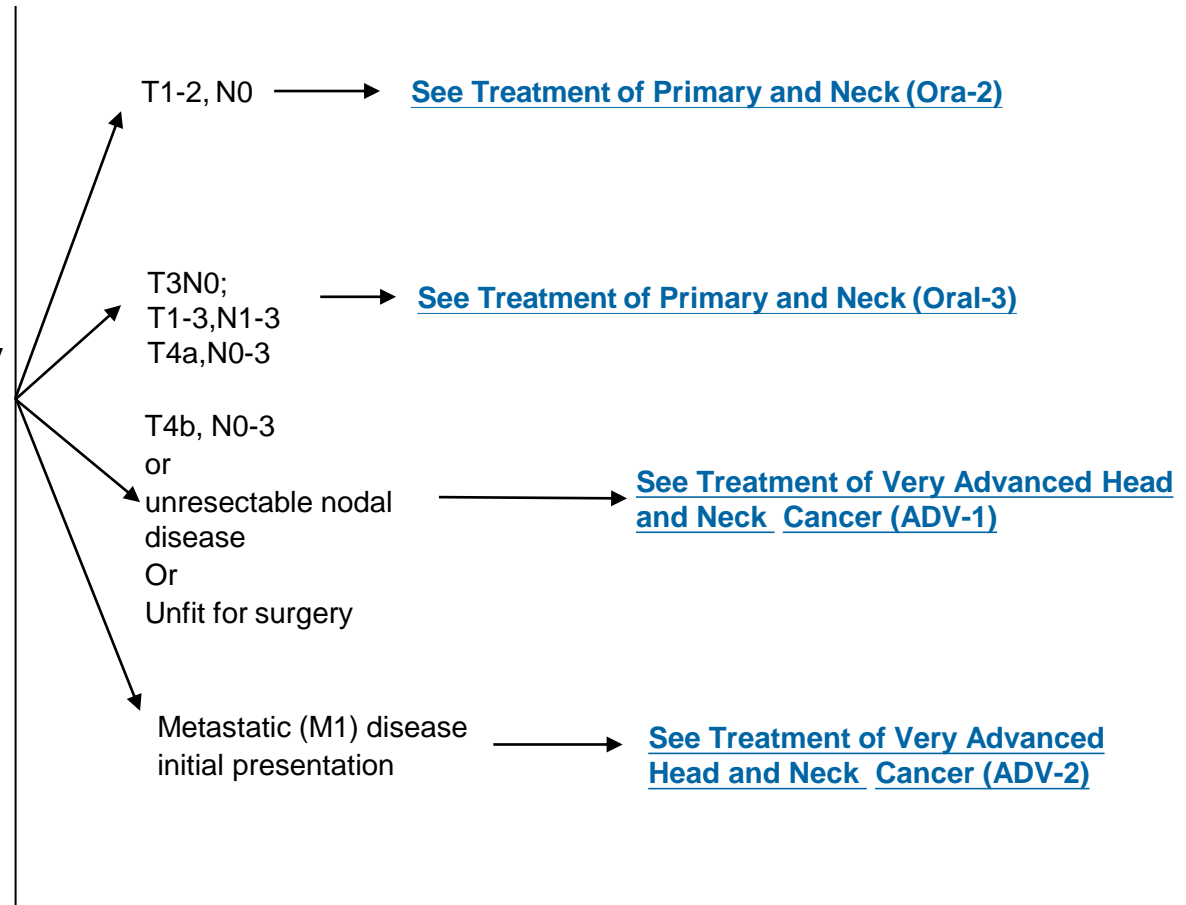 T1-2, N0
See Treatment of Primary and Neck (Ora-2)
T3N0;
T1-3,N1-3
T4a,N0-3
See Treatment of Primary and Neck (Oral-3)
T4b, N0-3
or
unresectable nodal
disease
Or
Unfit for surgery
See Treatment of Very Advanced Head
and Neck Cancer (ADV-1)
Metastatic (M1) disease
initial presentation
See Treatment of Very Advanced
Head and Neck Cancer (ADV-2)